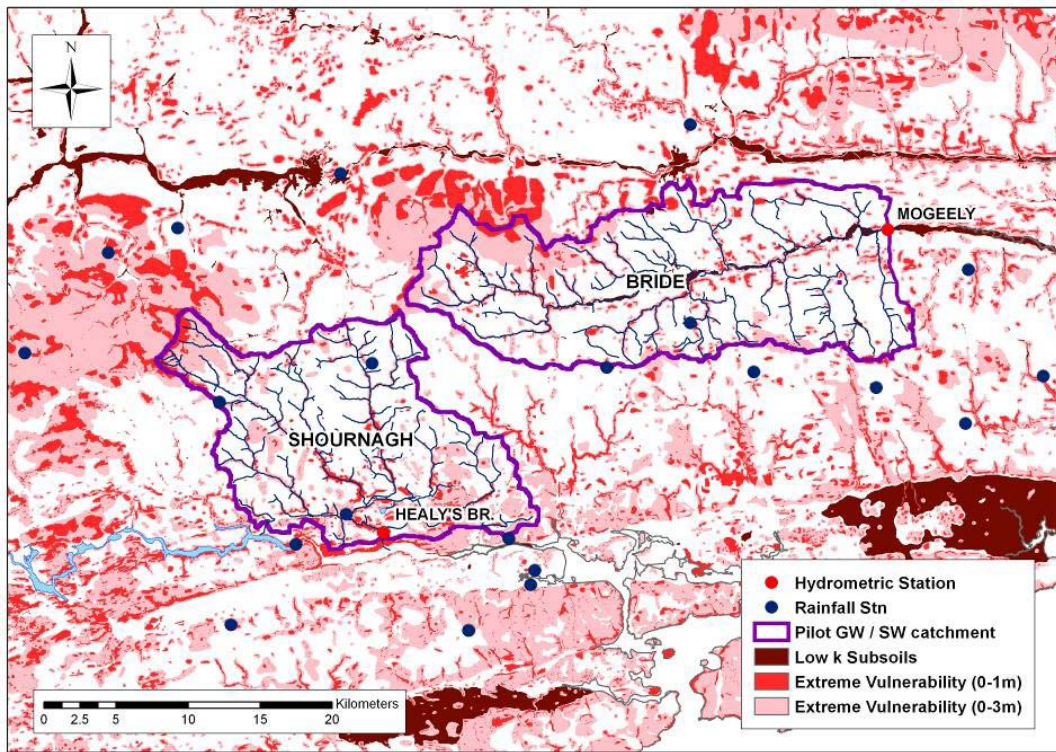 N
MOGEELY
BRIDE
SHOURNAGH
HEALY'S BR.
Hydrometric Station
Rainfall Stn
Pilot GW / SW catchment
Low k Subsoils
Extreme Vulnerability (0-1m)
Extreme Vulnerability (0-3m)
Kilometers
0 2.5 5 10 15 20